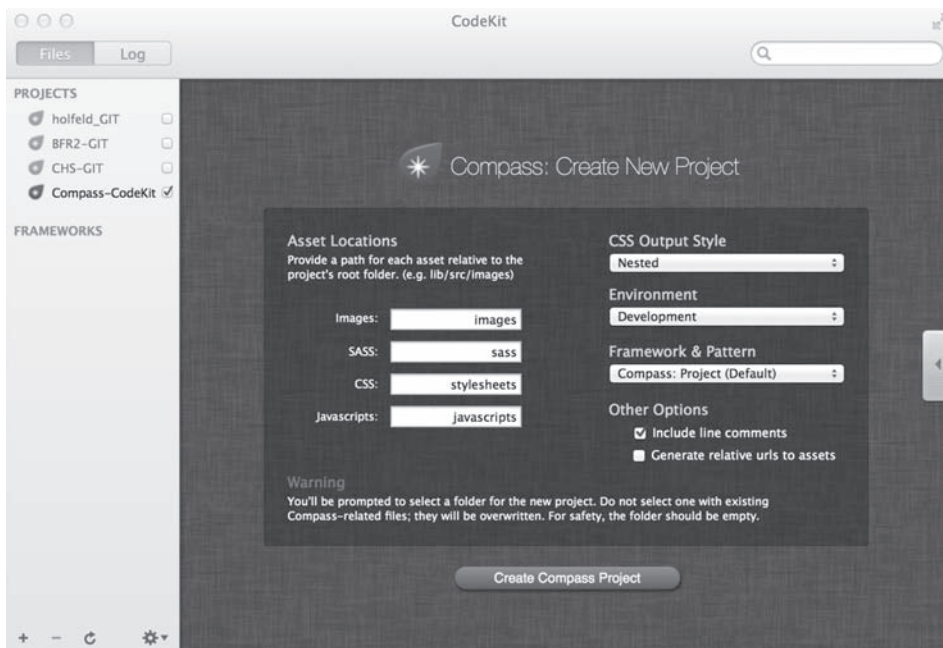 CodeKit
Files
Log
PROJECTS
holfeld_GIT
BFR2-GIT
CHS-GIT
Compass-CodeKit
FRAMEWORKS
Compass: Create New Project
Asset Locations
Provide a path for each asset relative to the
project's root folder. (e.g. lib/src/images)
Images: images
SASS: sass
CSS: stylesheets
Javascripts: javascripts
CSS Output Style
Nested
Environment
Development
Framework & Pattern
Compass: Project (Default)
Other Options
Include line comments
Generate relative urls to assets
Warning
You'll be prompted to select a folder for the new project. Do not select one with existing
Compass-related files; they will be overwritten. For safety, the folder should be empty.
Create Compass Project